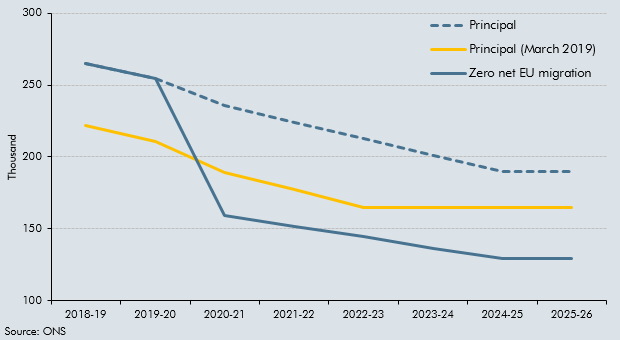 300
250
200
150
100
Thousand
Principal
Principal (March 2019)
Zero net EU migration
2018-19 2019-20 2020-21 2021-22 2022-23 2023-24 2024-25 2025-26
Source: ONS